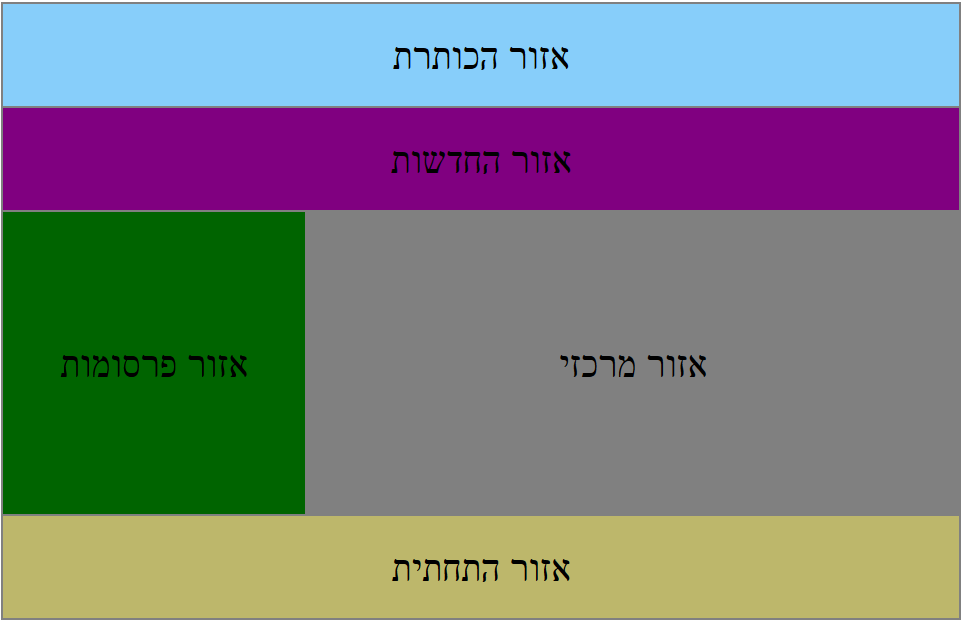 אזור הכותרת
אזור החדשות
אזור מרכזי
אזור פרסומות
אזור התחתית